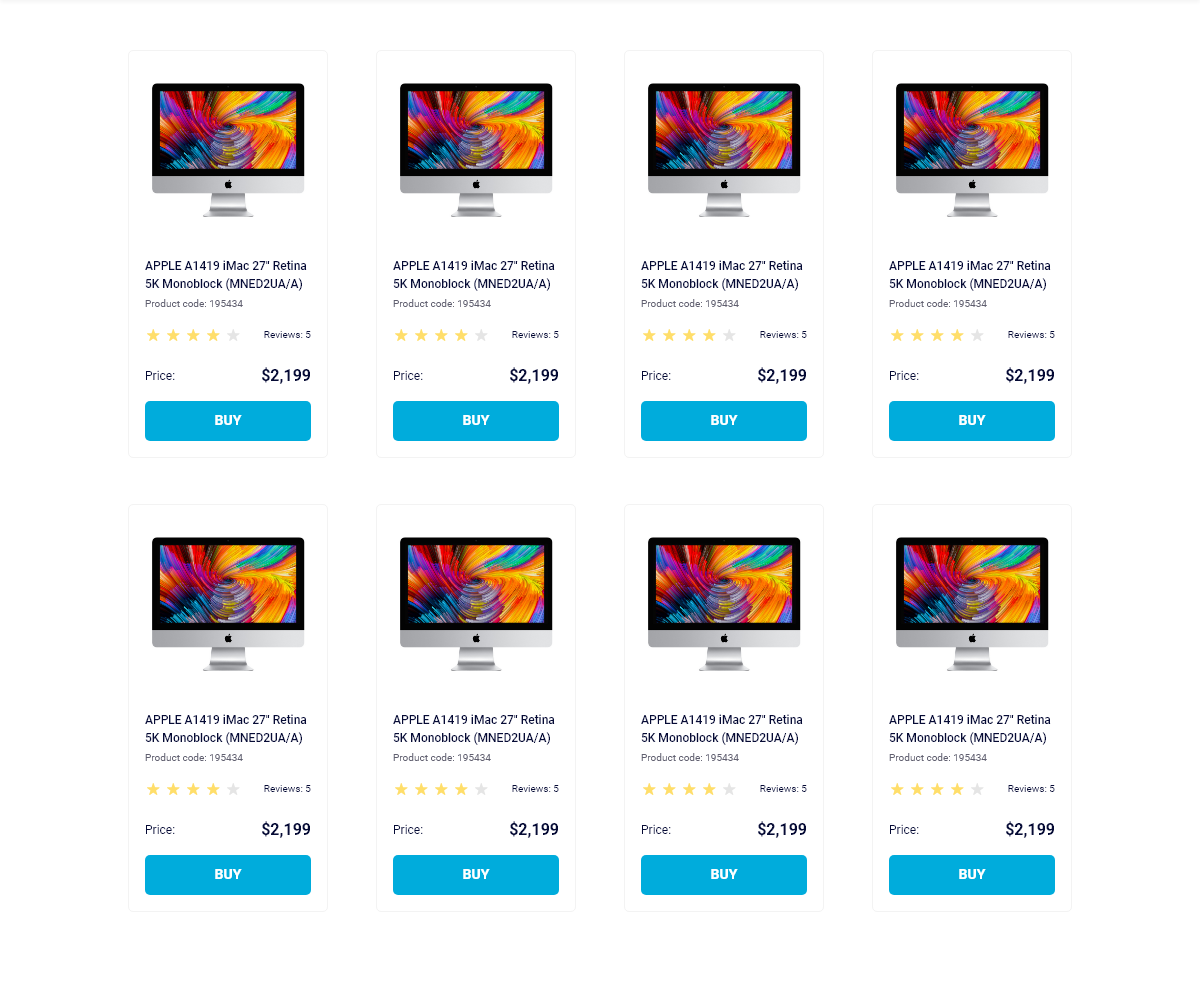 APPLE A1419 iMac 27" Retina
5K Monoblock (MNED2UA/A)
Product code: 195434
Reviews: 5
Price: $2,199
BUY
APPLE A1419 iMac 27" Retina
5K Monoblock (MNED2UA/A)
Product code: 195434
Reviews: 5
Price: $2,199
BUY
APPLE A1419 iMac 27" Retina
5K Monoblock (MNED2UA/A)
Product code: 195434
Reviews: 5
Price: $2,199
BUY
APPLE A1419 iMac 27" Retina
5K Monoblock (MNED2UA/A)
Product code: 195434
Reviews: 5
Price: $2,199
BUY
APPLE A1419 iMac 27" Retina
5K Monoblock (MNED2UA/A)
Product code: 195434
Reviews: 5
Price: $2,199
BUY
APPLE A1419 iMac 27" Retina
5K Monoblock (MNED2UA/A)
Product code: 195434
Reviews: 5
Price: $2,199
BUY
APPLE A1419 iMac 27" Retina
5K Monoblock (MNED2UA/A)
Product code: 195434
Reviews: 5
Price: $2,199
BUY
APPLE A1419 iMac 27" Retina
5K Monoblock (MNED2UA/A)
Product code: 195434
Reviews: 5
Price: $2,199
BUY